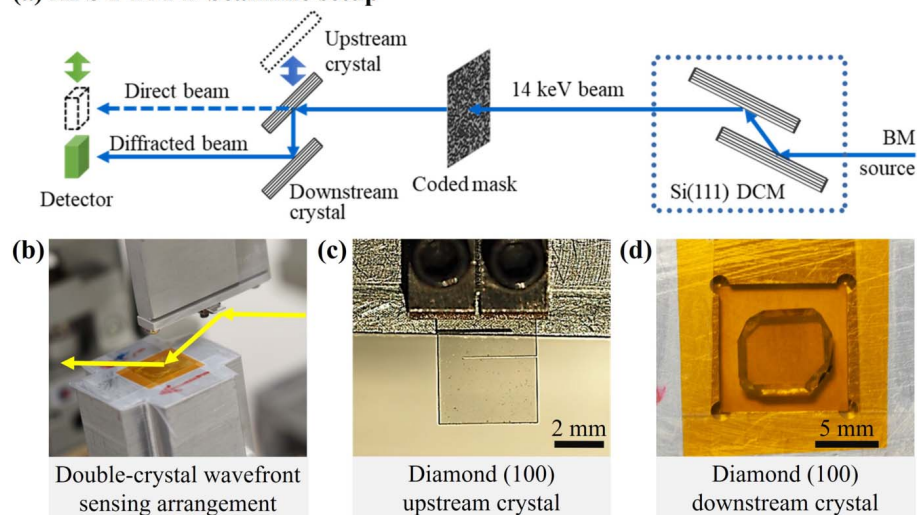 Upstream
crystal
Direct beam
14 keV beam
Diffracted beam
BM
source
Detector
Downstream
crystal
Coded mask
Si(111) DCM
(b)
(c)
(d)
2 mm
5 mm
Double-crystal wavefront
sensing arrangement
Diamond (100)
upstream crystal
Diamond (100)
downstream crystal